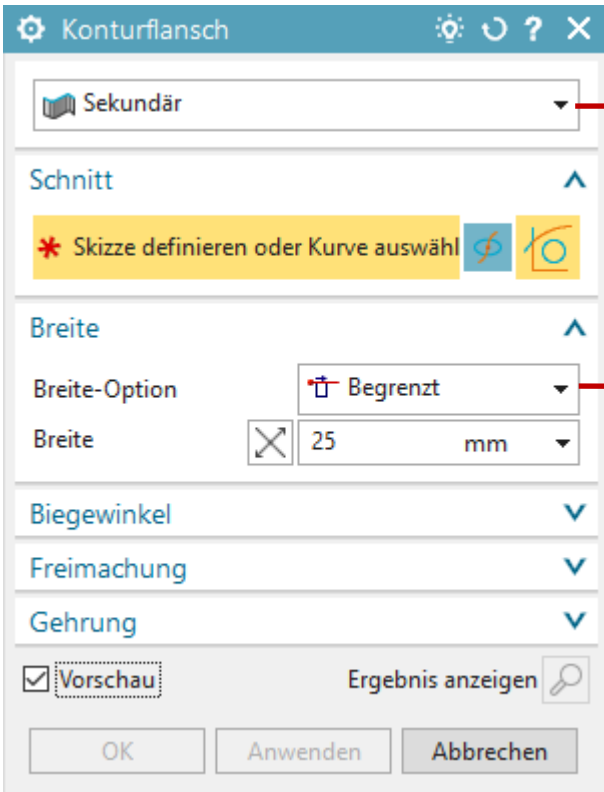 Konturflansch ?
Sekundär
Schnitt
* Skizze definieren oder Kurve auswähl
Breite
Breite-Option Begrenzt
Breite 25 mm
Biegewinkel
Freimachung
Gehrung
Vorschau Ergebnis anzeigen
OK Anwenden Abbrechen